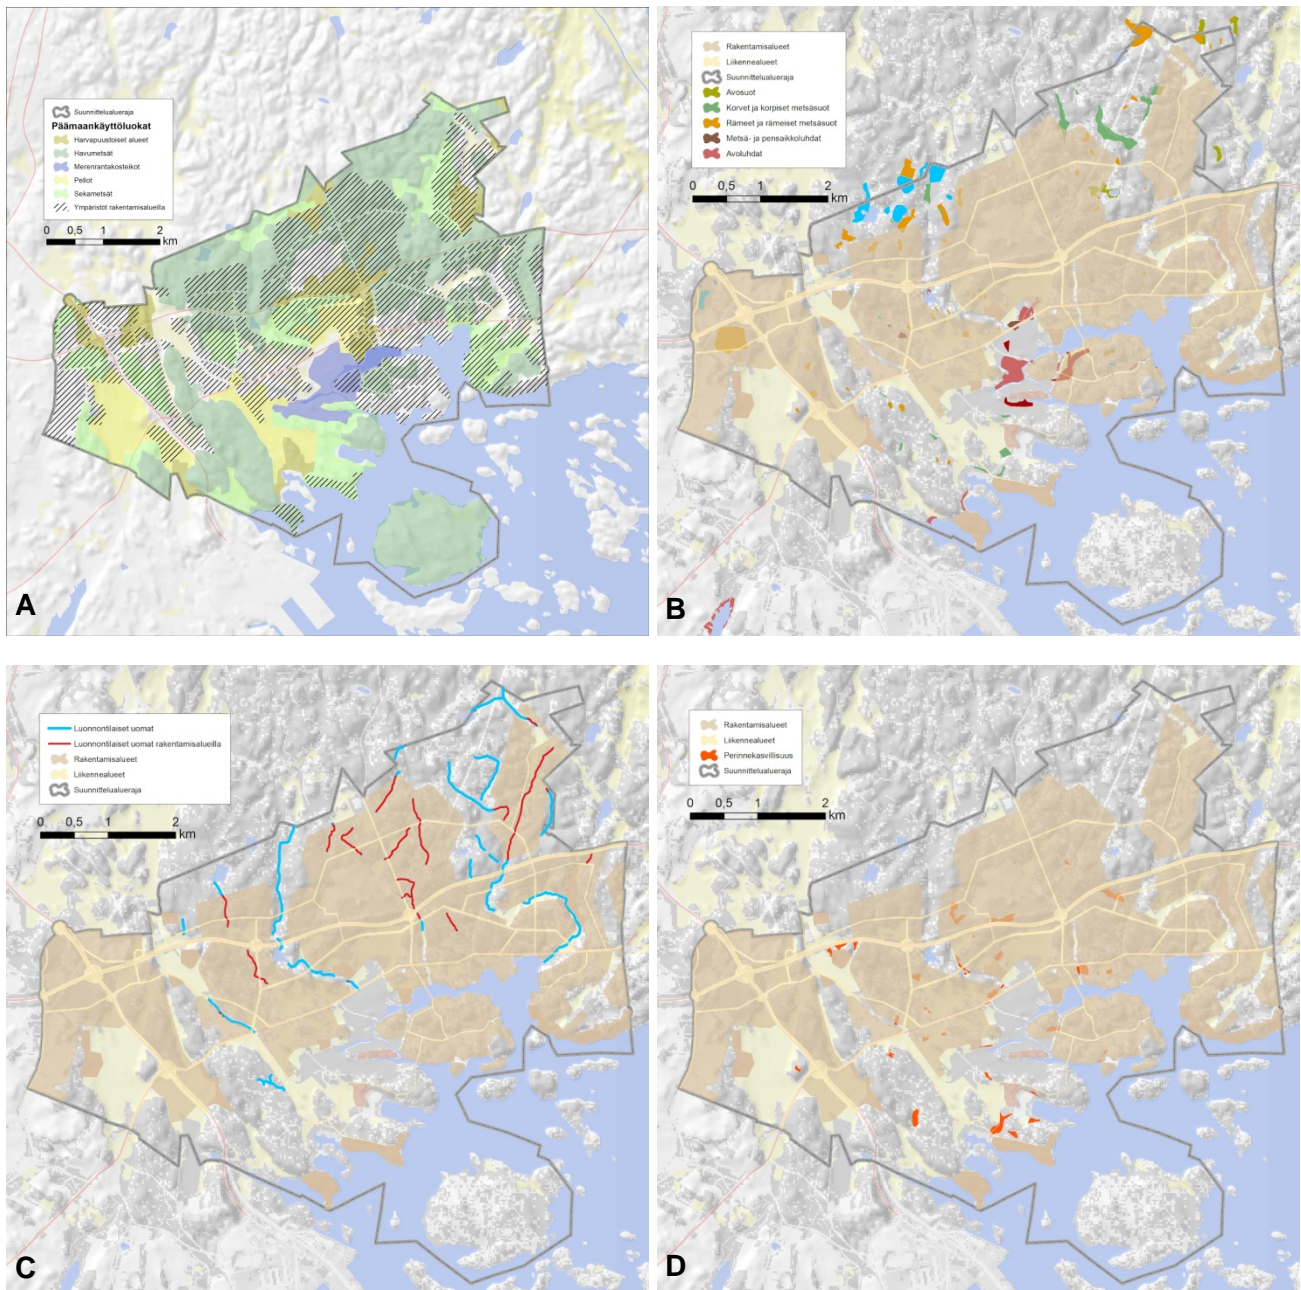 Suunnittelualueraja
Päämaankäyttöluokat
Harvapuustoiset alueet
Havumetsät
Merenrantakosteikot
Pellot
Sekametsät
Ympäristöt rakentamisalueilla
0 0,5 1 2
km
A
Rakentamisalueet
Liikennealueet
Suunnittelualueraja
Avosuot
Korvet ja korpiset metsäsuot
Rämeet ja rämeiset metsäsuot
Metsä- ja pensaikkoluhdat
Avoluhdat
0 0,5 1 2
km
B
Luonnontilaiset uomat
Luonnontilaiset uomat rakentamisalueilla
Rakentamisalueet
Liikennealueet
Suunnittelualueraja
0 0,5 1 2
km
C
Rakentamisalueet
Liikennealueet
Perinnekasvillisuus
Suunnittelualueraja
0 0,5 1 2
km
D